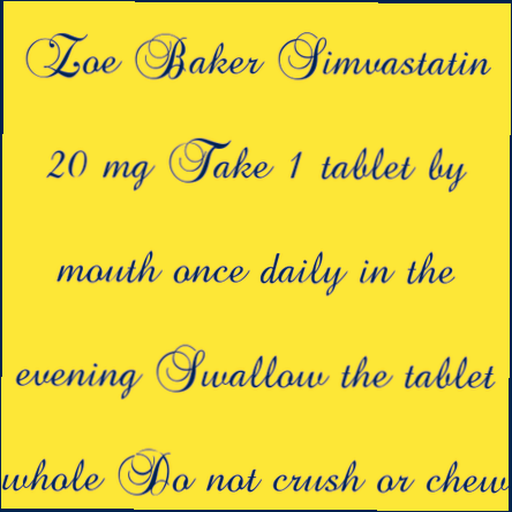 Zoe Baker Simvastatin
20 mg Take 1 tablet by
mouth once daily in the
evening Swallow the tablet
whole Do not crush or chew